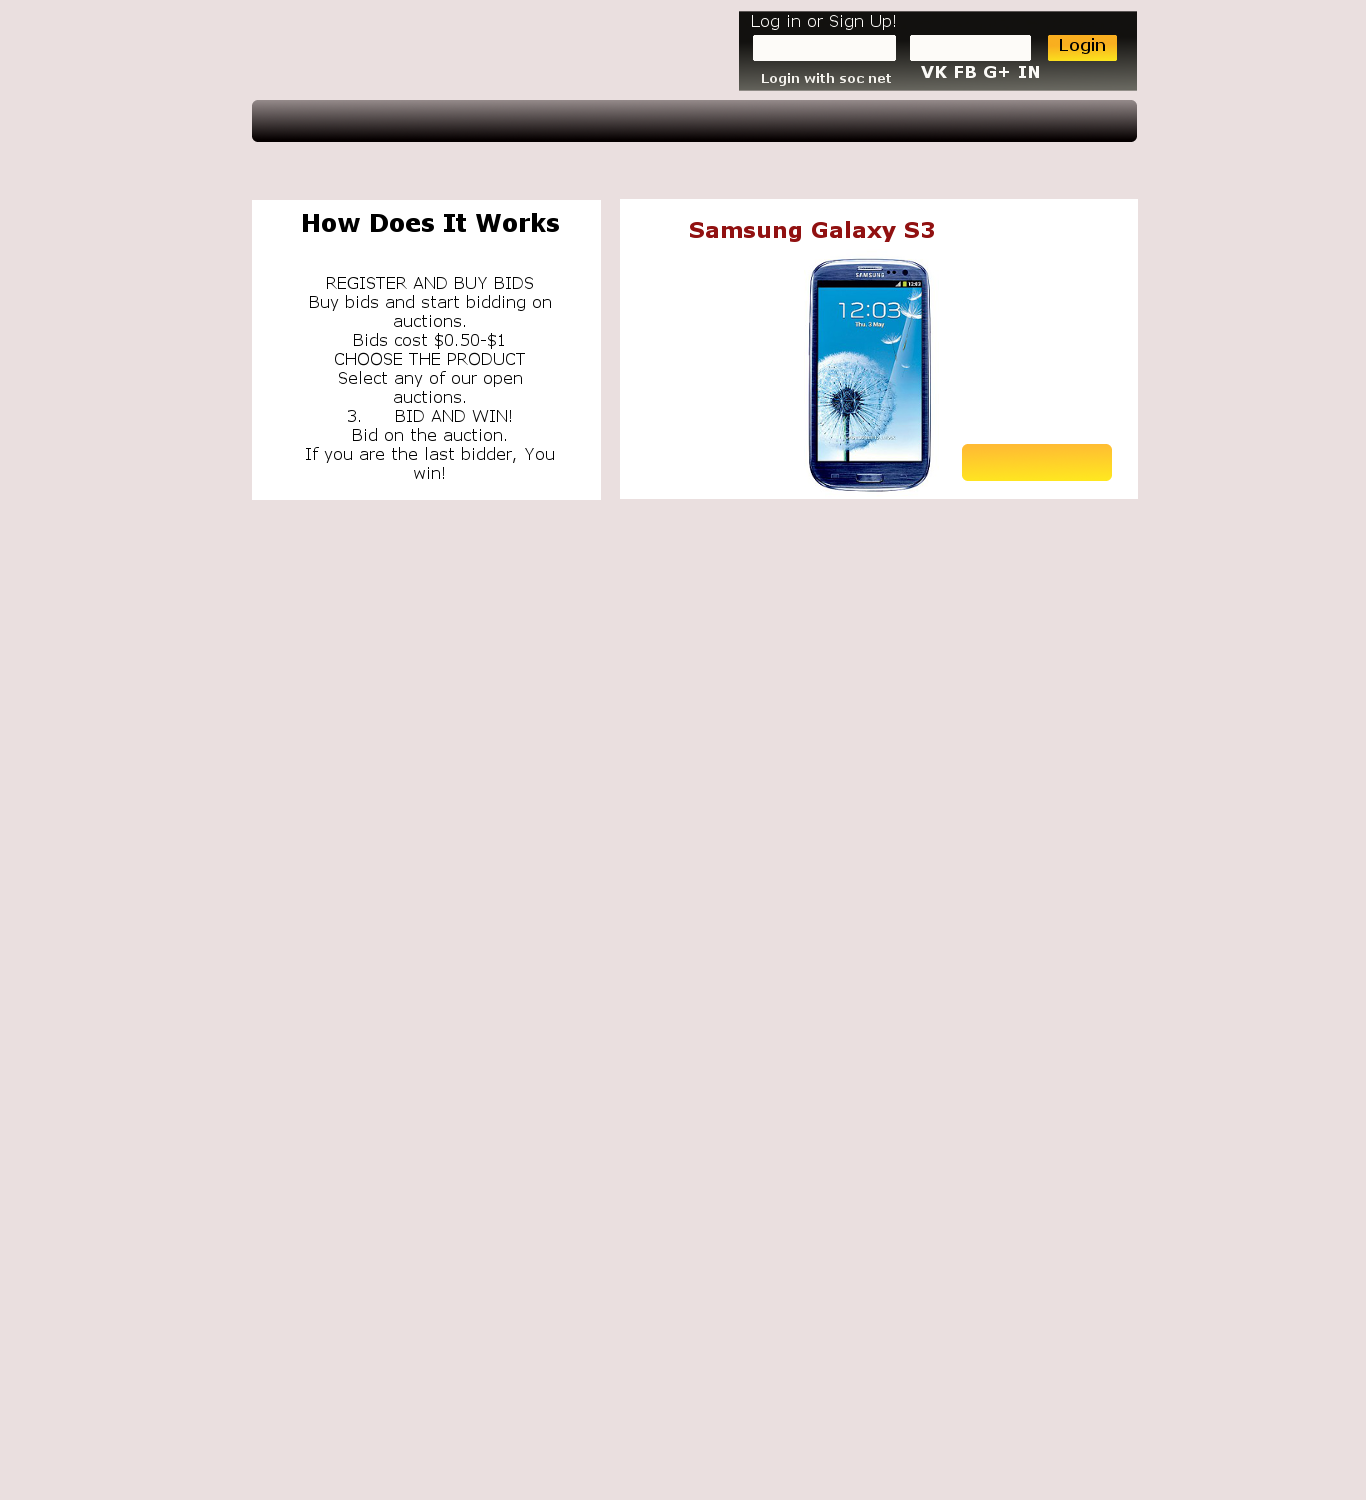 Log in or Sign Up!
Login
Login with soc net
VK FB G+ IN
How Does It Works
REGISTER AND BUY BIDS
Buy bids and start bidding on
auctions.
Bids cost $0.50-$1
CHOOSE THE PRODUCT
Select any of our open
auctions.
3. BID AND WIN!
Bid on the auction.
If you are the last bidder, You
win!
Samsung Galaxy S3
SAMSUNG
12:03
12:03
Thu. 3 May